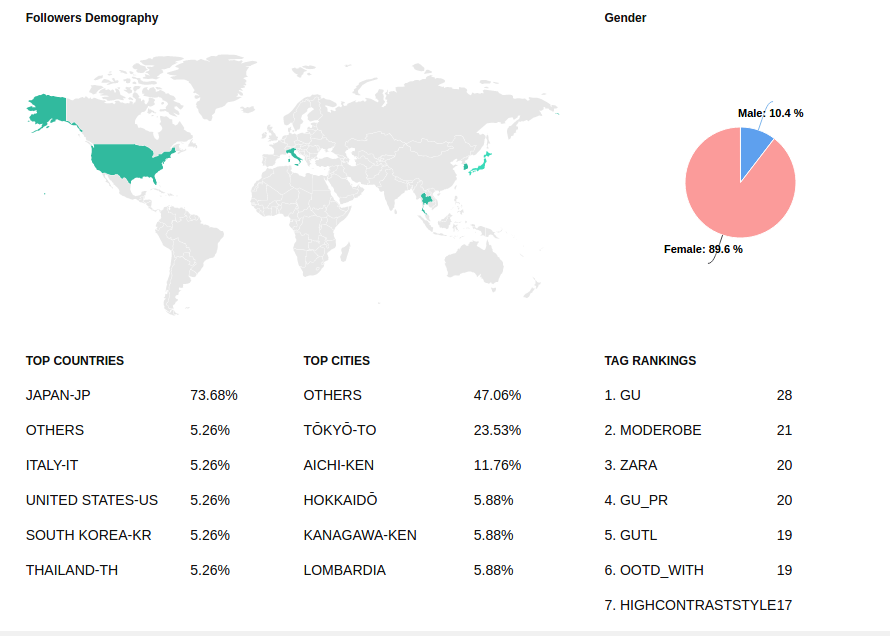 Followers Demography
Gender
Male: 10.4 %
Female: 89.6 %
TOP COUNTRIES
JAPAN-JP 73.68%
OTHERS 5.26%
ITALY-IT 5.26%
UNITED STATES-US 5.26%
SOUTH KOREA-KR 5.26%
THAILAND-TH 5.26%
TOP CITIES
OTHERS 47.06%
TŌKYŌ-TO 23.53%
AICHI-KEN 11.76%
HOKKAIDŌ 5.88%
KANAGAWA-KEN 5.88%
LOMBARDIA 5.88%
TAG RANKINGS
1. GU 28
2. MODEROBE 21
3. ZARA 20
4. GU_PR 20
5. GUTL 19
6. OOTD_WITH 19
7. HIGHCONTRASTSTYLE17